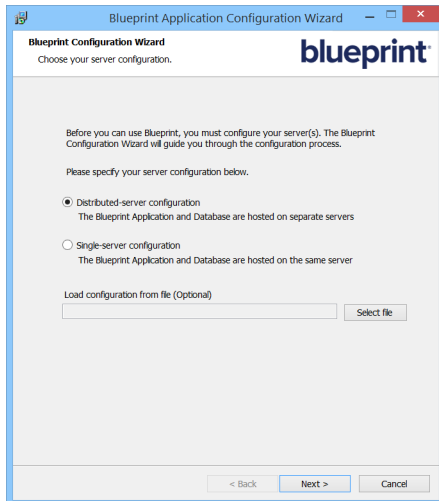 Blueprint Application Configuration Wizard
Blueprint Configuration Wizard
Choose your server configuration.
blueprint
Before you can use Blueprint, you must configure your server(s). The Blueprint
Configuration Wizard will guide you through the configuration process.
Please specify your server configuration below.
Distributed-server configuration
The Blueprint Application and Database are hosted on separate servers
Single-server configuration
The Blueprint Application and Database are hosted on the same server
Load configuration from file (Optional)
Select file
< Back Next > Cancel